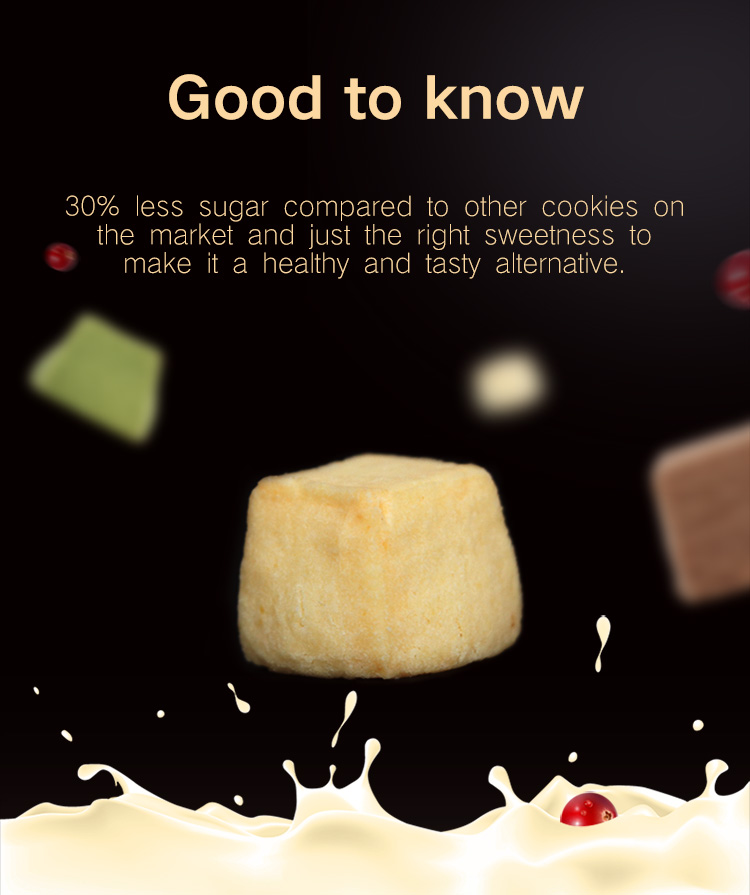 Good to know
30% less sugar compared to other cookies on
the market and just the right sweetness to
make it a healthy and tasty alternative.